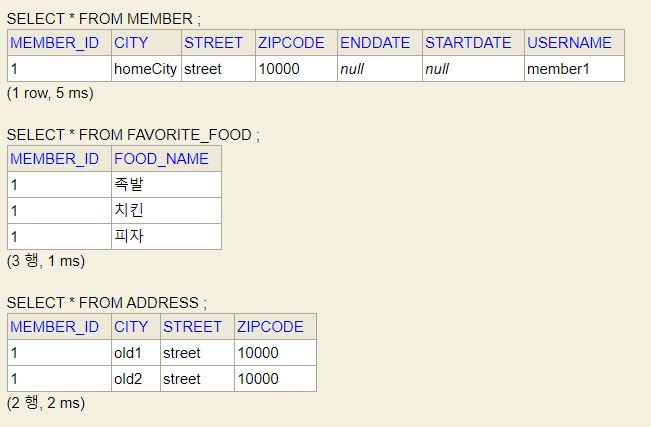 SELECT * FROM MEMBER ;
MEMBER_ID CITY STREET ZIPCODE ENDDATE STARTDATE USERNAME
1 homeCity street 10000 null null member1
(1 row, 5 ms)
SELECT * FROM FAVORITE_FOOD ;
MEMBER_ID FOOD_NAME
1 족발
1 치킨
1 피자
(3 행, 1 ms)
SELECT * FROM ADDRESS ;
MEMBER_ID CITY STREET ZIPCODE
1 old1 street 10000
1 old2 street 10000
(2 행, 2 ms)